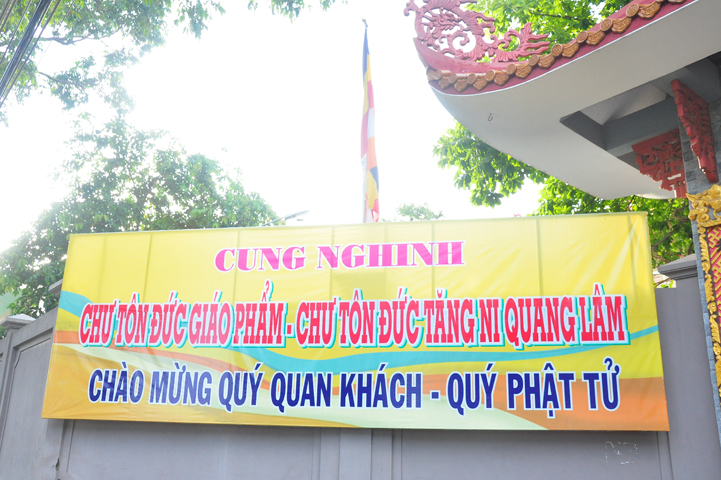 CUNG NGHINH
CHƯ TÔN ĐỨC GIÁO PHẨM - CHƯ TÔN ĐỨC TĂNG NI QUANG LÂM
CHÀO MỪNG QUÝ QUAN KHÁCH - QUÝ PHẬT TỬ